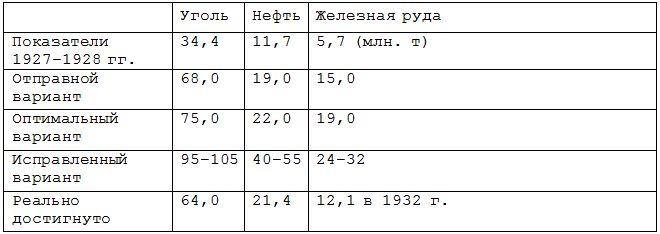 Уголь Нефть Железная руда
Показатели 34,4 11,7 5,7 (млн. т)
1927–1928 гг.
Отправной 68,0 19,0 15,0
вариант
Оптимальный 75,0 22,0 19,0
вариант
Исправленный 95–105 40–55 24–32
вариант
Реально 64,0 21,4 12,1 в 1932 г.
достигнуто